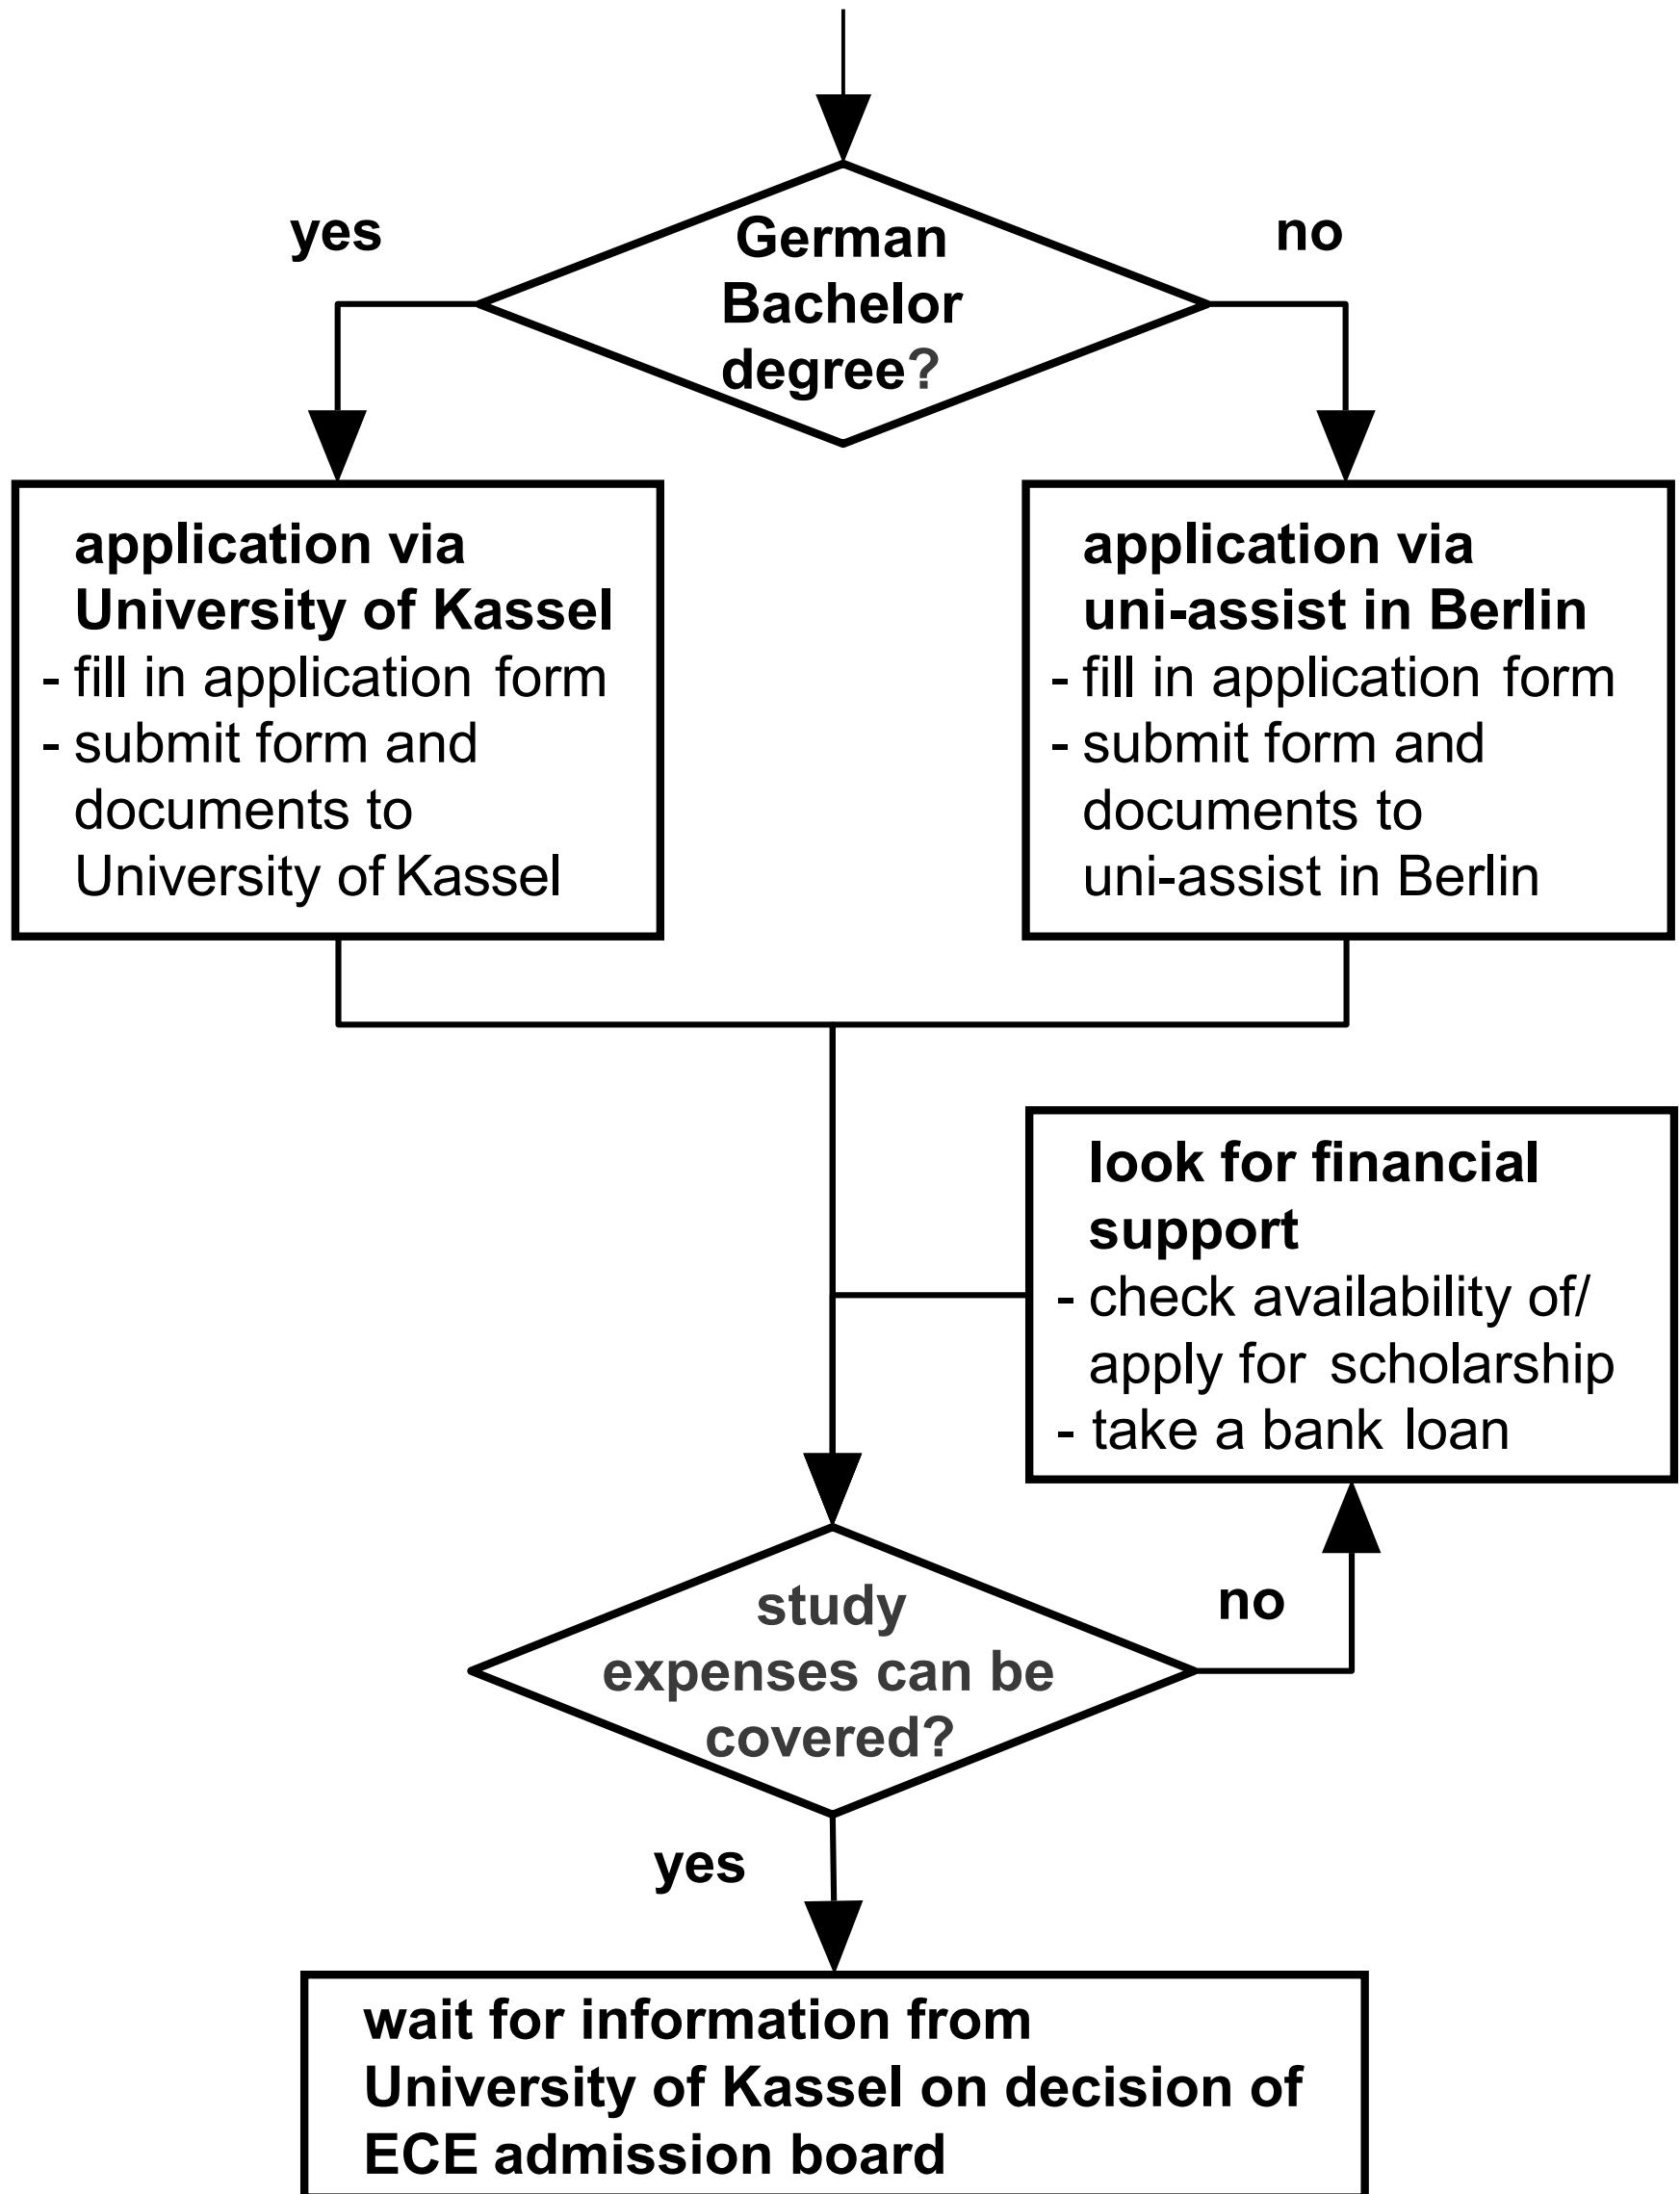 yes
no
German
Bachelor
degree?
application via
University of Kassel
- fill in application form
- submit form and
documents to
University of Kassel
application via
uni-assist in Berlin
- fill in application form
- submit form and
documents to
uni-assist in Berlin
look for financial
support
- check availability of/
apply for scholarship
- take a bank loan
study
expenses can be
covered?
no
yes
wait for information from
University of Kassel on decision of
ECE admission board